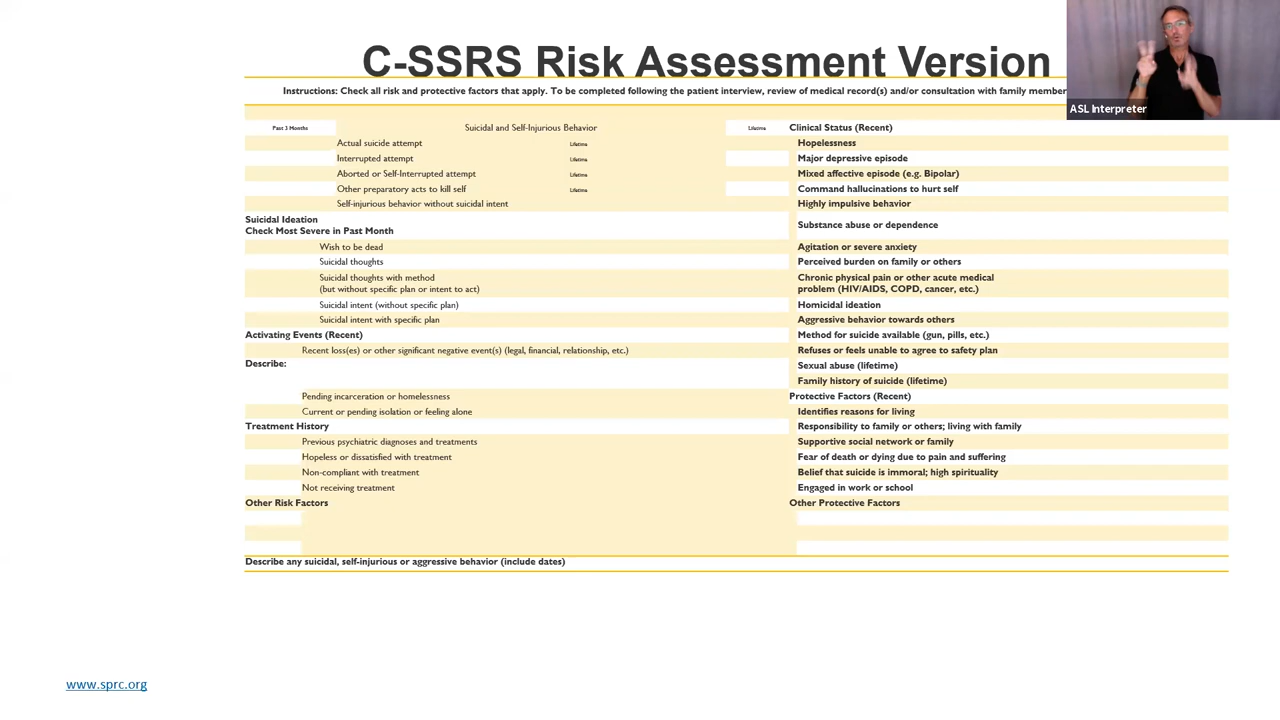 C-SSRS Risk Assessment Version
ASL Interpreter
Instructions: Check all risk and protective factors that apply. To be completed following the patient interview, review of medical record(s) and/or consultation with family member
Past 3 Months
Suicidal and Self-Injurious Behavior
Lifetime
Actual suicide attempt
Lifetime
Interrupted attempt
Lifetime
Aborted or Self-Interrupted attempt
Lifetime
Other preparatory acts to kill self
Lifetime
Self-injurious behavior without suicidal intent
Suicidal Ideation
Check Most Severe in Past Month
Wish to be dead
Suicidal thoughts
Suicidal thoughts with method
(but without specific plan or intent to act)
Suicidal intent (without specific plan)
Suicidal intent with specific plan
Activating Events (Recent)
Recent loss(es) or other significant negative event(s) (legal, financial, relationship, etc.)
Describe:
Pending incarceration or homelessness
Current or pending isolation or feeling alone
Treatment History
Previous psychiatric diagnoses and treatments
Hopeless or dissatisfied with treatment
Non-compliant with treatment
Not receiving treatment
Other Risk Factors
Clinical Status (Recent)
Hopelessness
Major depressive episode
Mixed affective episode (e.g. Bipolar)
Command hallucinations to hurt self
Highly impulsive behavior
Substance abuse or dependence
Agitation or severe anxiety
Perceived burden on family or others
Chronic physical pain or other acute medical
problem (HIV/AIDS, COPD, cancer, etc.)
Homicidal ideation
Aggressive behavior towards others
Method for suicide available (gun, pills, etc.)
Refuses or feels unable to agree to safety plan
Sexual abuse (lifetime)
Family history of suicide (lifetime)
Protective Factors (Recent)
Identifies reasons for living
Responsibility to family or others; living with family
Supportive social network or family
Fear of death or dying due to pain and suffering
Belief that suicide is immoral; high spirituality
Engaged in work or school
Other Protective Factors
Describe any suicidal, self-injurious or aggressive behavior (include dates)
www.sprc.org